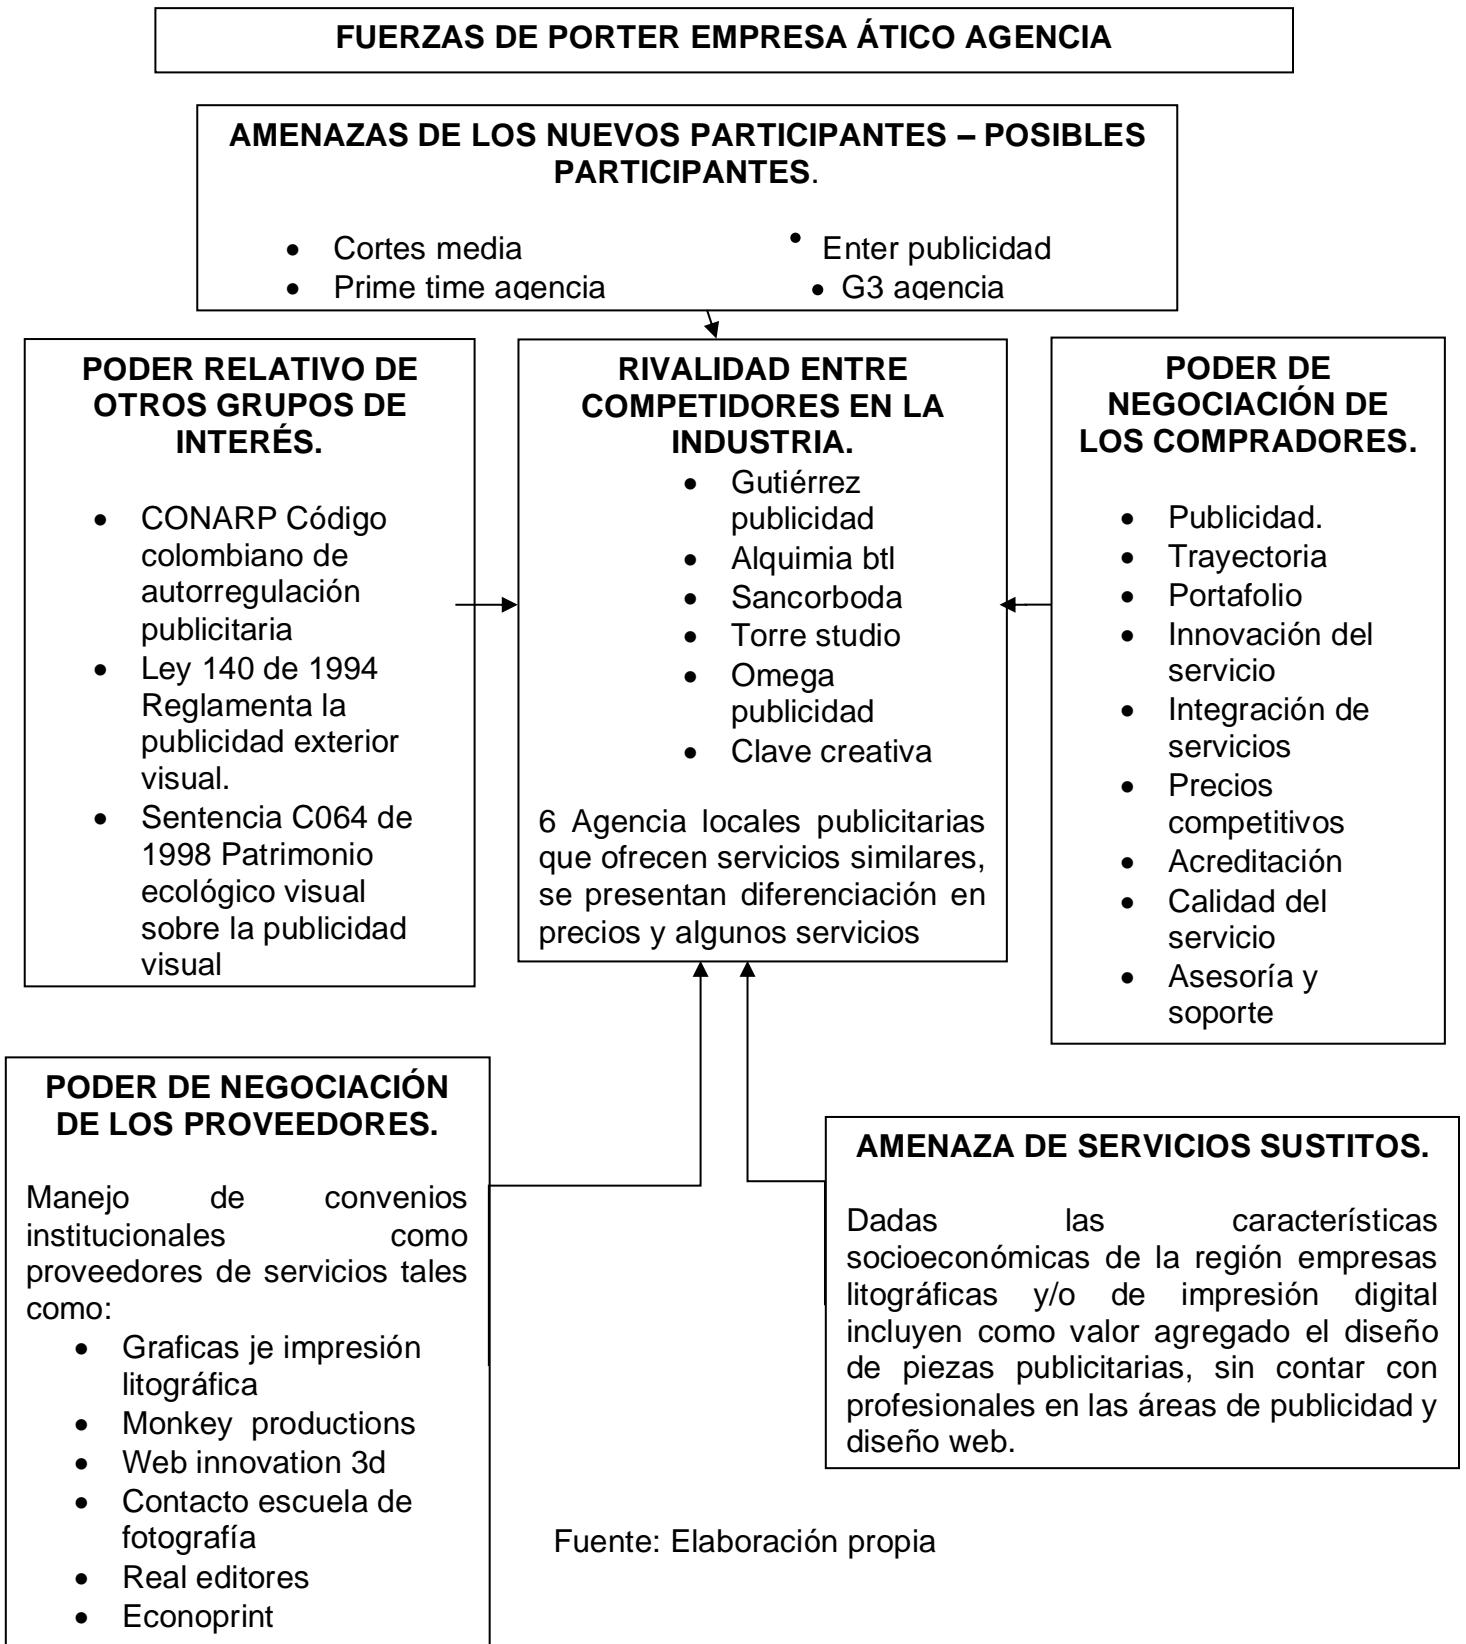 FUERZAS DE PORTER EMPRESA ÁTICO AGENCIA
AMENAZAS DE LOS NUEVOS PARTICIPANTES – POSIBLES
PARTICIPANTES.
• Cortes media
• Prime time agencia
• Enter publicidad
• G3 agencia
PODER RELATIVO DE
OTROS GRUPOS DE
INTERÉS.
• CONARP Código
colombiano de
autorregulación
publicitaria
• Ley 140 de 1994
Reglamenta la
publicidad exterior
visual.
• Sentencia C064 de
1998 Patrimonio
ecológico visual
sobre la publicidad
visual
RIVALIDAD ENTRE
COMPETIDORES EN LA
INDUSTRIA.
• Gutiérrez
publicidad
• Alquimia btl
• Sancorboda
• Torre studio
• Omega
publicidad
• Clave creativa
6 Agencia locales publicitarias
que ofrecen servicios similares,
se presentan diferenciación en
precios y algunos servicios
PODER DE
NEGOCIACIÓN DE
LOS COMPRADORES.
• Publicidad.
• Trayectoria
• Portafolio
• Innovación del
servicio
• Integración de
servicios
• Precios
competitivos
• Acreditación
• Calidad del
servicio
• Asesoría y
soporte
PODER DE NEGOCIACIÓN
DE LOS PROVEEDORES.
Manejo de convenios
institucionales como
proveedores de servicios tales
como:
• Graficas je impresión
litográfica
• Monkey productions
• Web innovation 3d
• Contacto escuela de
fotografía
• Real editores
• Econoprint
AMENAZA DE SERVICIOS SUSTITOS.
Dadas las características
socioeconómicas de la región empresas
litográficas y/o de impresión digital
incluyen como valor agregado el diseño
de piezas publicitarias, sin contar con
profesionales en las áreas de publicidad y
diseño web.
Fuente: Elaboración propia